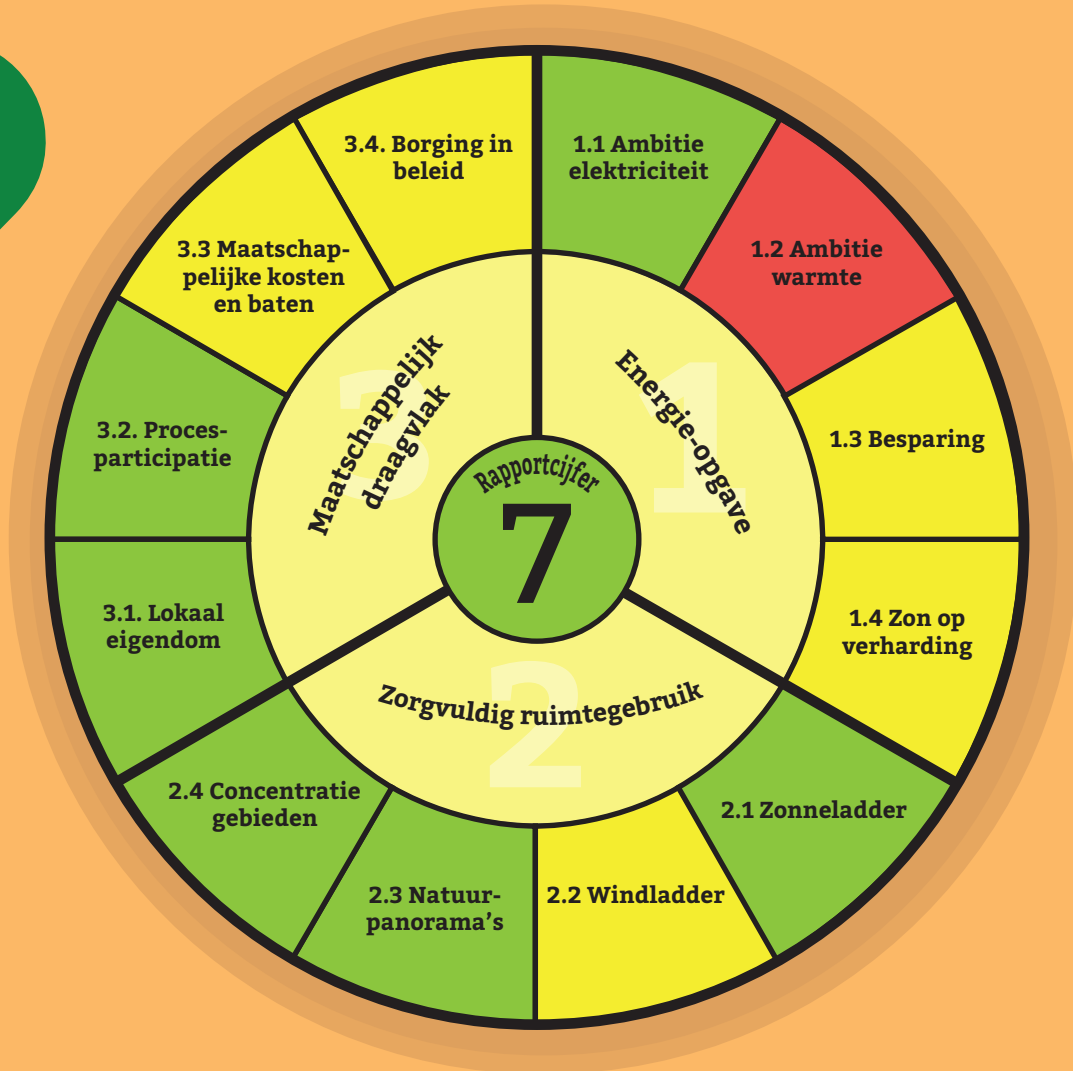 Rapportcijfer
7
1
Energie-opgave
1.1 Ambitie
elektriciteit
1.2 Ambitie
warmte
1.3 Besparing
1.4 Zon op
verharding
2
Zorgvuldig ruimtegebruik
2.1 Zonneladder
2.2 Windladder
2.3 Natuur-
panorama's
2.4 Concentratie
gebieden
3
Maatschappelijk
draagvlak
3.1. Lokaal
eigendom
3.2. Proces-
participatie
3.3 Maatschap-
pelijke kosten
en baten
3.4. Borging in
beleid